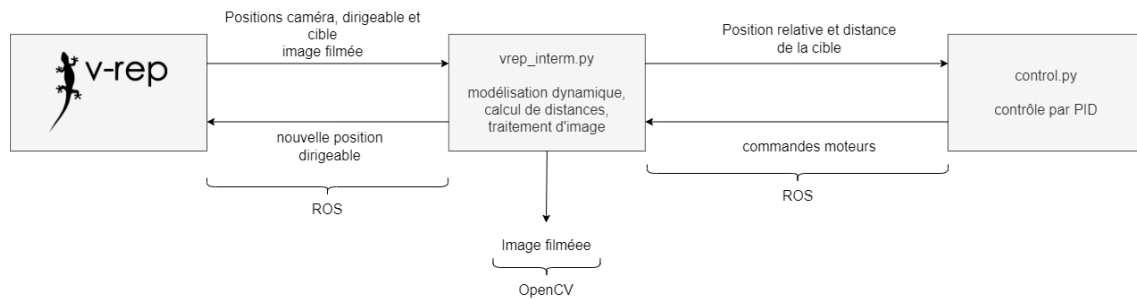 v-rep
Positions caméra, dirigeable et
cible
image filmée
nouvelle position
dirigeable
ROS
vrep_interm.py
modélisation dynamique,
calcul de distances,
traitement d'image
Image filméee
OpenCV
Position relative et distance
de la cible
commandes moteurs
ROS
control.py
contrôle par PID